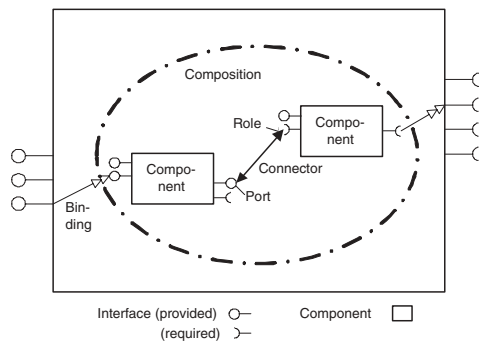 Composition
Role
Compo-
nent
Connector
Compo-
nent
Port
Bin-
ding
Interface (provided)
Component
(required)